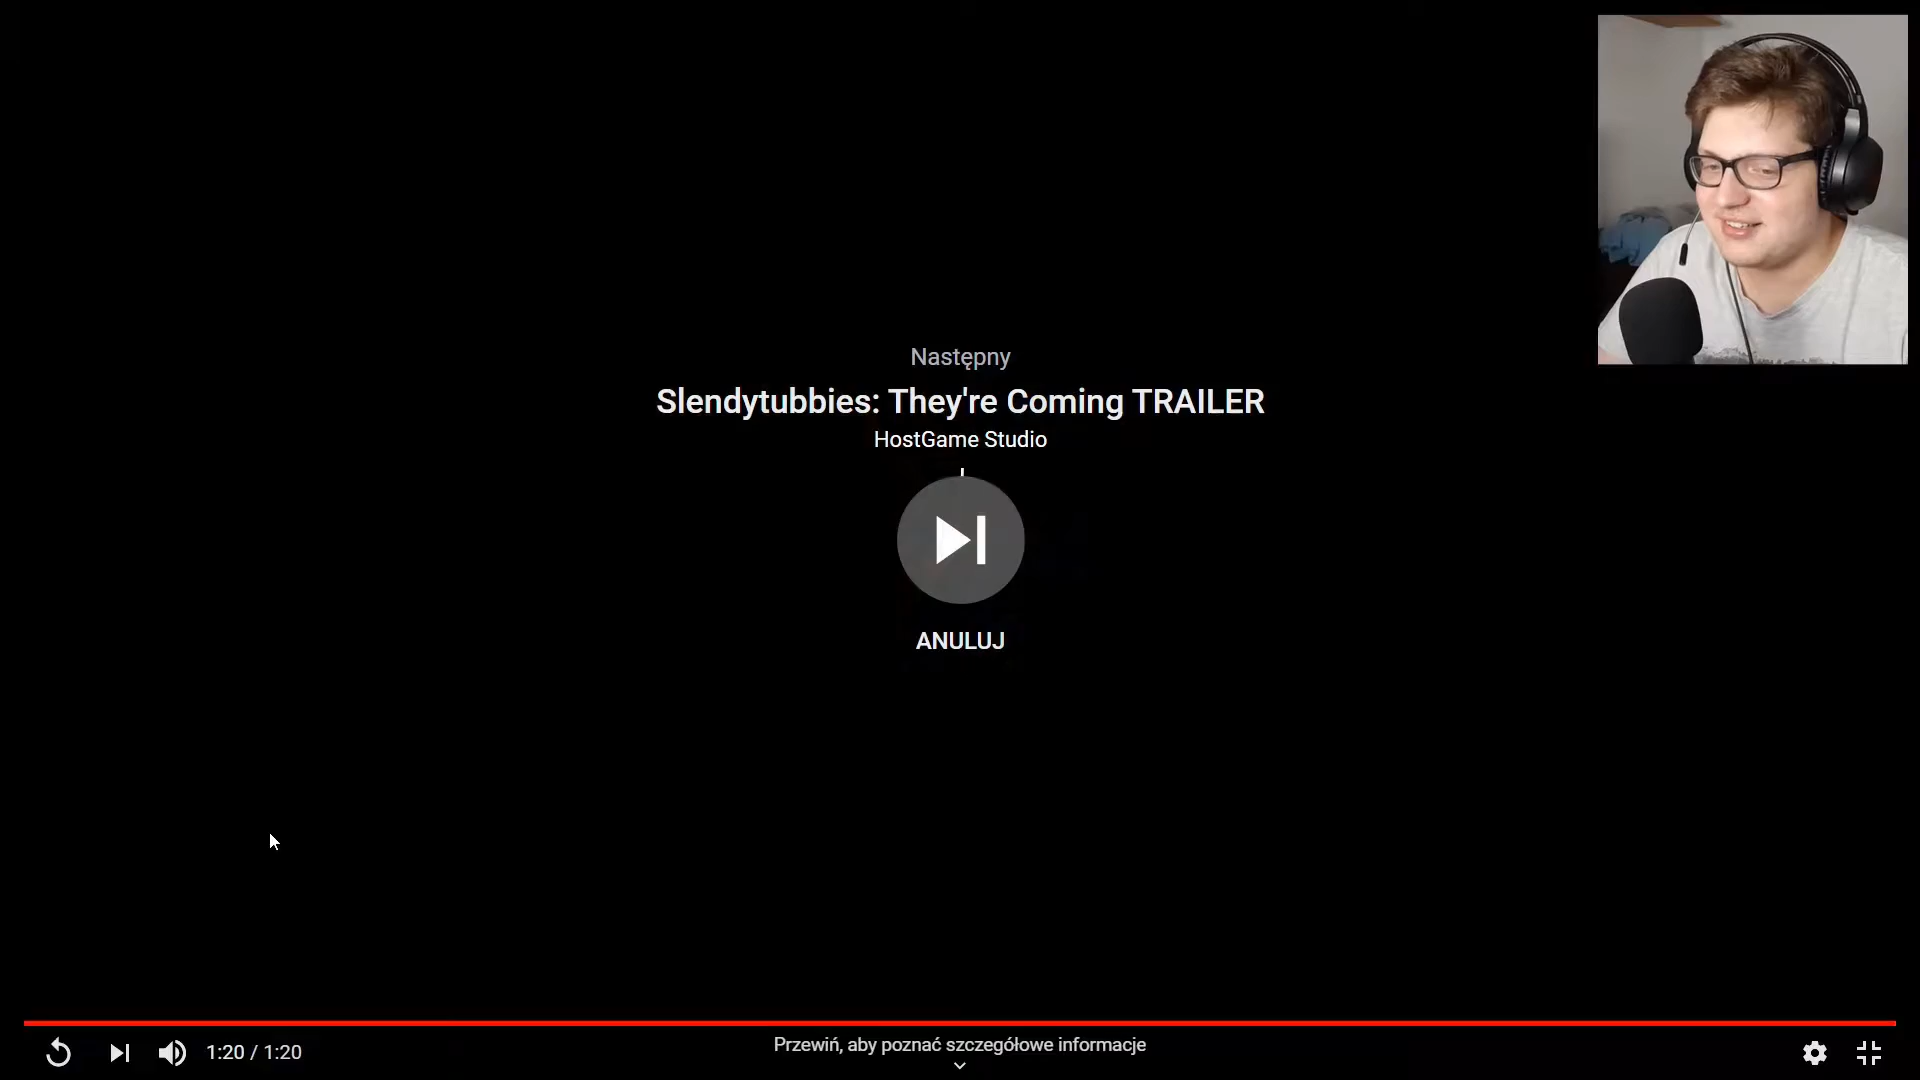 Następny
Slendytubbies: They're Coming TRAILER
HostGame Studio
ANULUJ
1:20 / 1:20
Przewiń, aby poznać szczegółowe informacje